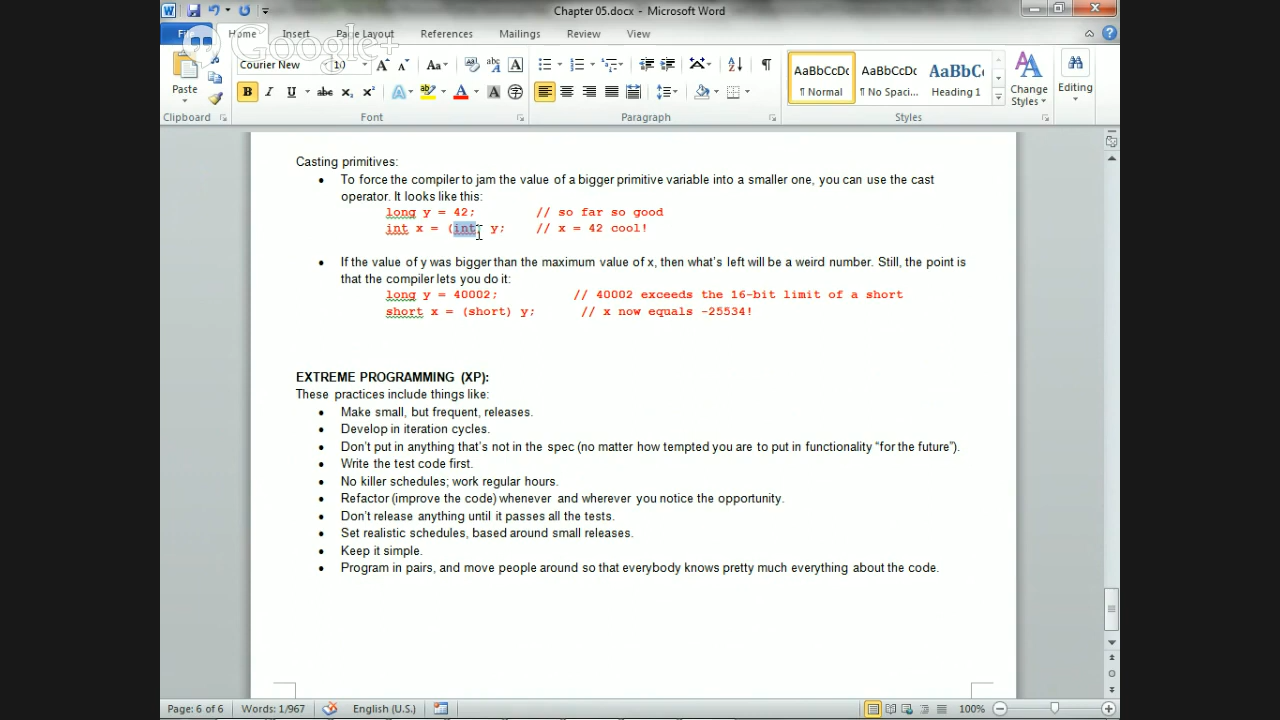 Chapter 05.docx - Microsoft Word
File Home Insert Page Layout References Mailings Review View
Google+
Courier New 10
Paste
AaBbCcDc AaBbCcDc AaBbCc
¶ Normal ¶ No Spaci... Heading 1
Change Styles
Editing
Clipboard Font Paragraph Styles
Casting primitives:
• To force the compiler to jam the value of a bigger primitive variable into a smaller one, you can use the cast
operator. It looks like this:
long y = 42; // so far so good
int x = (int) y; // x = 42 cool!
• If the value of y was bigger than the maximum value of x, then what's left will be a weird number. Still, the point is
that the compiler lets you do it:
long y = 40002; // 40002 exceeds the 16-bit limit of a short
short x = (short) y; // x now equals -25534!
EXTREME PROGRAMMING (XP):
These practices include things like:
• Make small, but frequent, releases.
• Develop in iteration cycles.
• Don't put in anything that's not in the spec (no matter how tempted you are to put in functionality “for the future”).
• Write the test code first.
• No killer schedules; work regular hours.
• Refactor (improve the code) whenever and wherever you notice the opportunity.
• Don't release anything until it passes all the tests.
• Set realistic schedules, based around small releases.
• Keep it simple.
• Program in pairs, and move people around so that everybody knows pretty much everything about the code.
Page: 6 of 6 Words: 1/967 English (U.S.) 100%